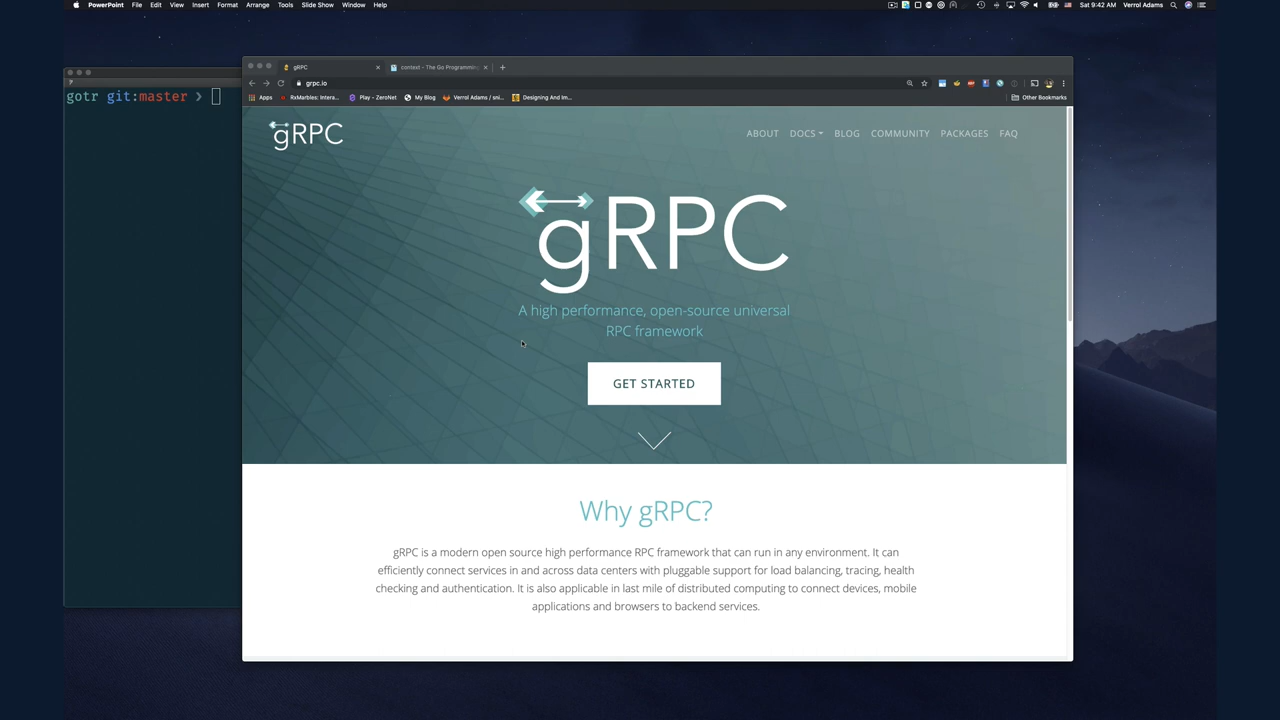 PowerPoint File Edit View Insert Format Arrange Tools Slide Show Window Help
Sat 9:42 AM Verrol Adams
gRPC
context - The Go Programming
grpc.io
Apps RxMarbles: Intera... Play - ZeroNet My Blog Verrol Adams / sni... Designing And Im... Other Bookmarks
gotr git:master ❯
gRPC
ABOUT DOCS BLOG COMMUNITY PACKAGES FAQ
gRPC
A high performance, open-source universal
RPC framework
GET STARTED
Why gRPC?
gRPC is a modern open source high performance RPC framework that can run in any environment. It can
efficiently connect services in and across data centers with pluggable support for load balancing, tracing, health
checking and authentication. It is also applicable in last mile of distributed computing to connect devices, mobile
applications and browsers to backend services.